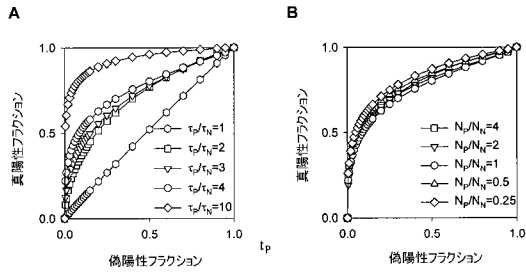 A
真陽性フラクション
1.0
0.5
0.0
τP/τN=1
τP/τN=2
τP/τN=3
τP/τN=4
τP/τN=10
0.0
0.5
1.0
偽陽性フラクション
tP
B
真陽性フラクション
1.0
0.5
0.0
NP/NN=4
NP/NN=2
NP/NN=1
NP/NN=0.5
NP/NN=0.25
0.0
0.5
1.0
偽陽性フラクション